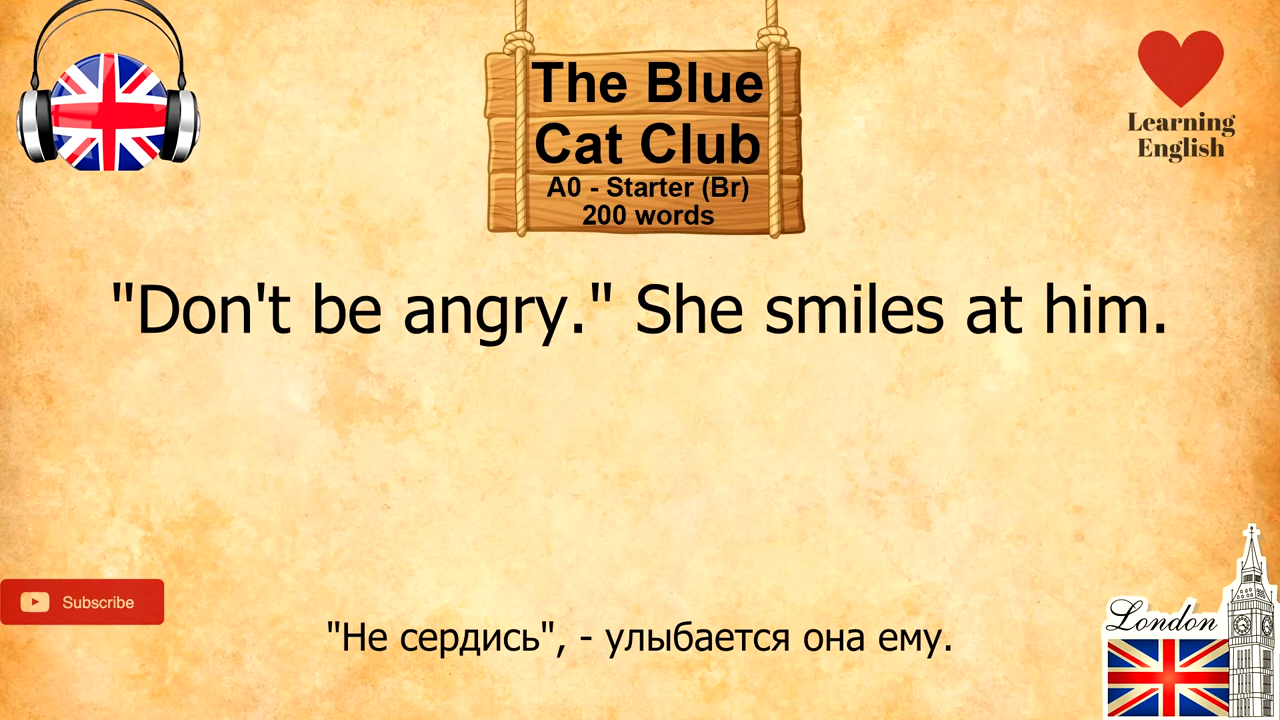 The Blue
Cat Club
A0 - Starter (Br)
200 words
Learning
English
"Don't be angry." She smiles at him.
Subscribe
"Не сердись", - улыбается она ему.
London